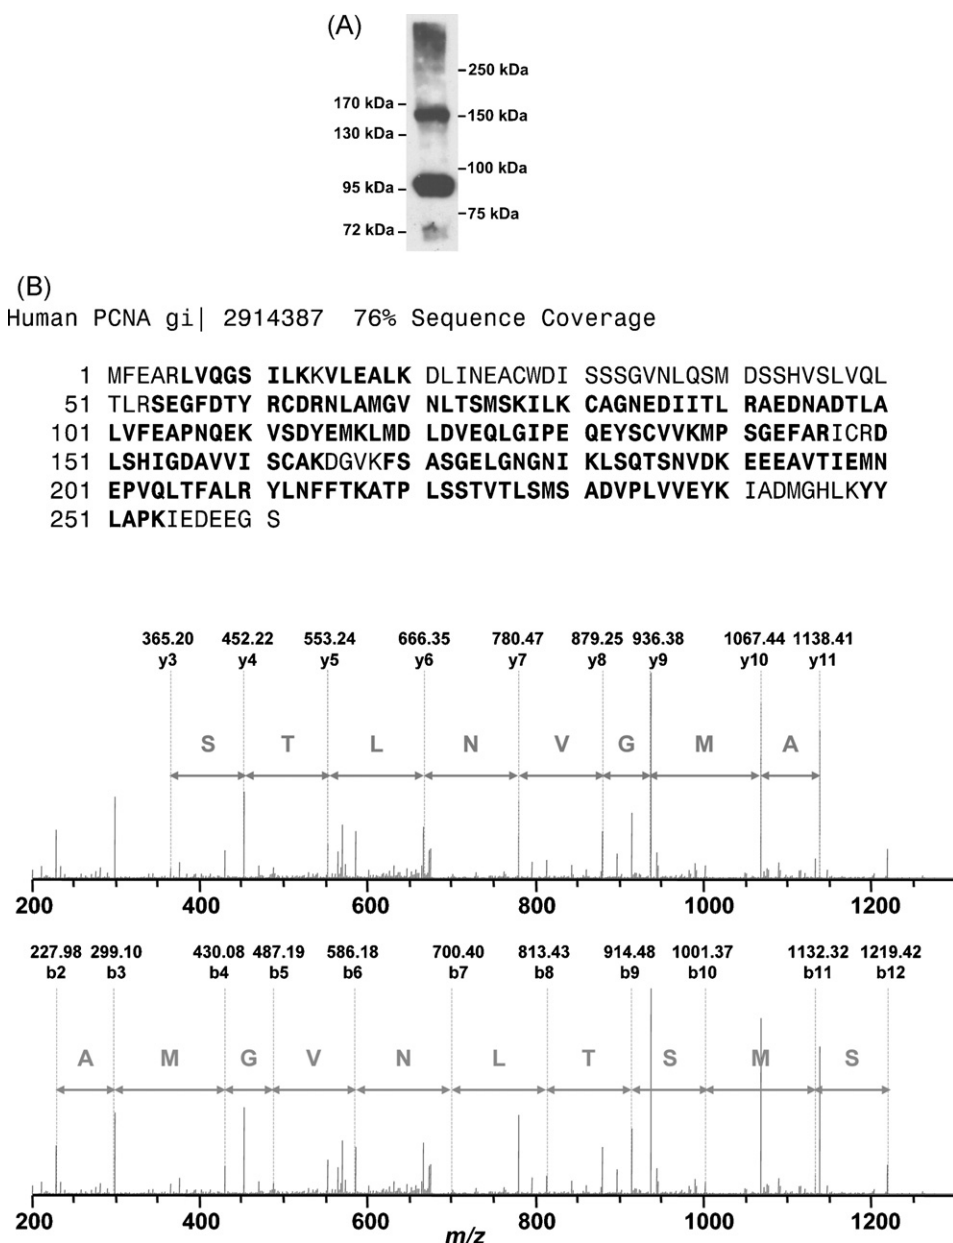 (A)
250 kDa
170 kDa
150 kDa
130 kDa
100 kDa
95 kDa
75 kDa
72 kDa
(B)
Human PCNA gi| 2914387 76% Sequence Coverage
1 MFEARLVQGS ILKKVLEALK DLINEACWDI SSSGVNLQSM DSSHVSLVQL
51 TLRSEGFDTY RCDRNLAMGV NLTSMSKILK CAGNEDIITL RAEDNADTLA
101 LVFEAPNQEK VSDYEMKLMD LDVEQLGIPE QEYSCVVKMP SGEFARICRD
151 LSHIGDAVVI SCAKDGVKFS ASGELGNGNI KLSQTSNVDK EEEAVTIEMN
201 EPVQLTFALR YLNFFTKATP LSSTVTLSMS ADVPLVVEYK IADMGHLKYY
251 LAPKIEDEEG S
365.20 452.22 553.24 666.35 780.47 879.25 936.38 1067.44 1138.41
y3 y4 y5 y6 y7 y8 y9 y10 y11
S T L N V G M A
200 400 600 800 1000 1200
227.98 299.10 430.08 487.19 586.18 700.40 813.43 914.48 1001.37 1132.32 1219.42
b2 b3 b4 b5 b6 b7 b8 b9 b10 b11 b12
A M G V N L T S M S
200 400 600 800 1000 1200
m/z